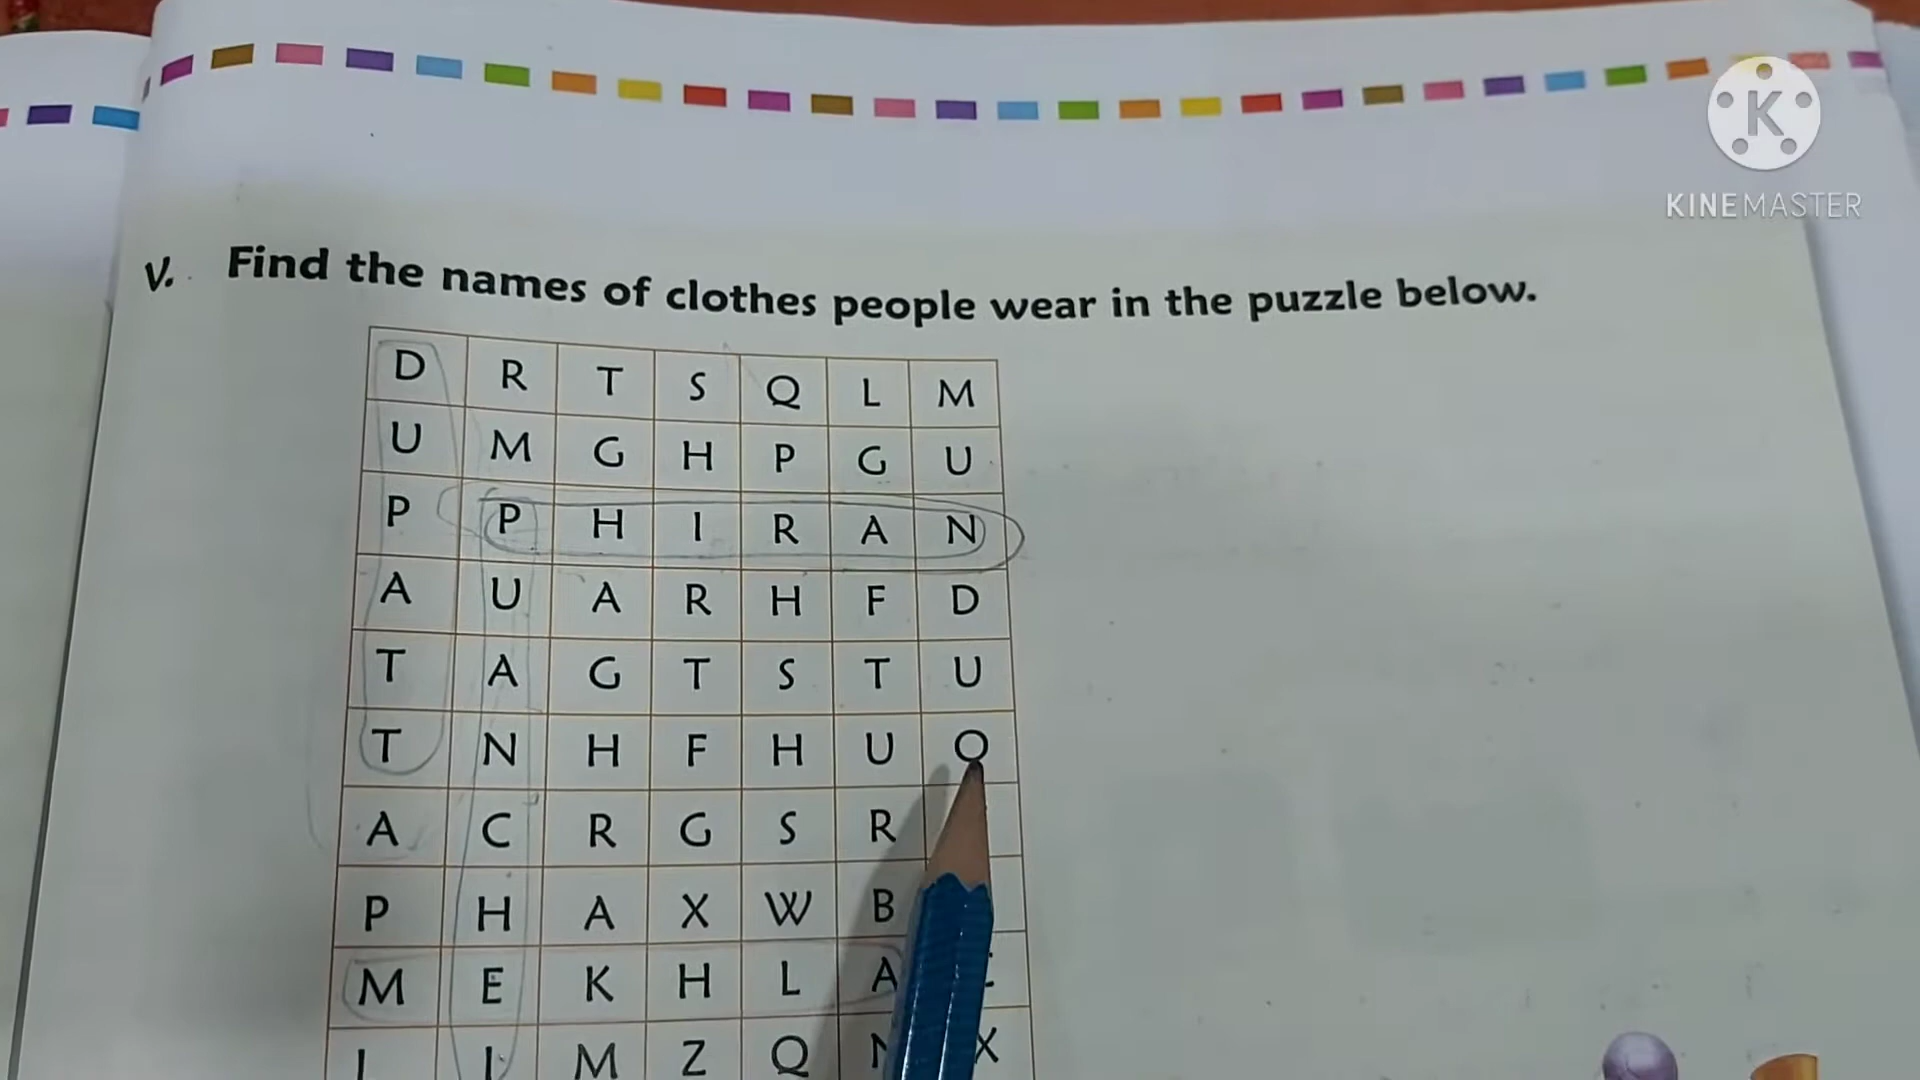 KINEMASTER
V. Find the names of clothes people wear in the puzzle below.
D R T S Q L M
U M G H P G U
P P H I R A N
A U A R H F D
T A G T S T U
T N H F H U O
A C R G S R
P H A X W B
M E K H L A
I I M Z Q N X